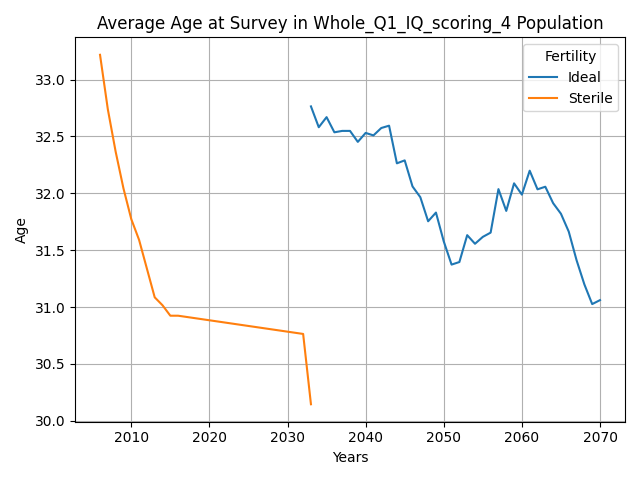 Average Age at Survey in Whole_Q1_IQ_scoring_4 Population
Fertility
Ideal
Sterile
33.0
32.5
32.0
31.5
31.0
30.5
30.0
Age
2010 2020 2030 2040 2050 2060 2070
Years